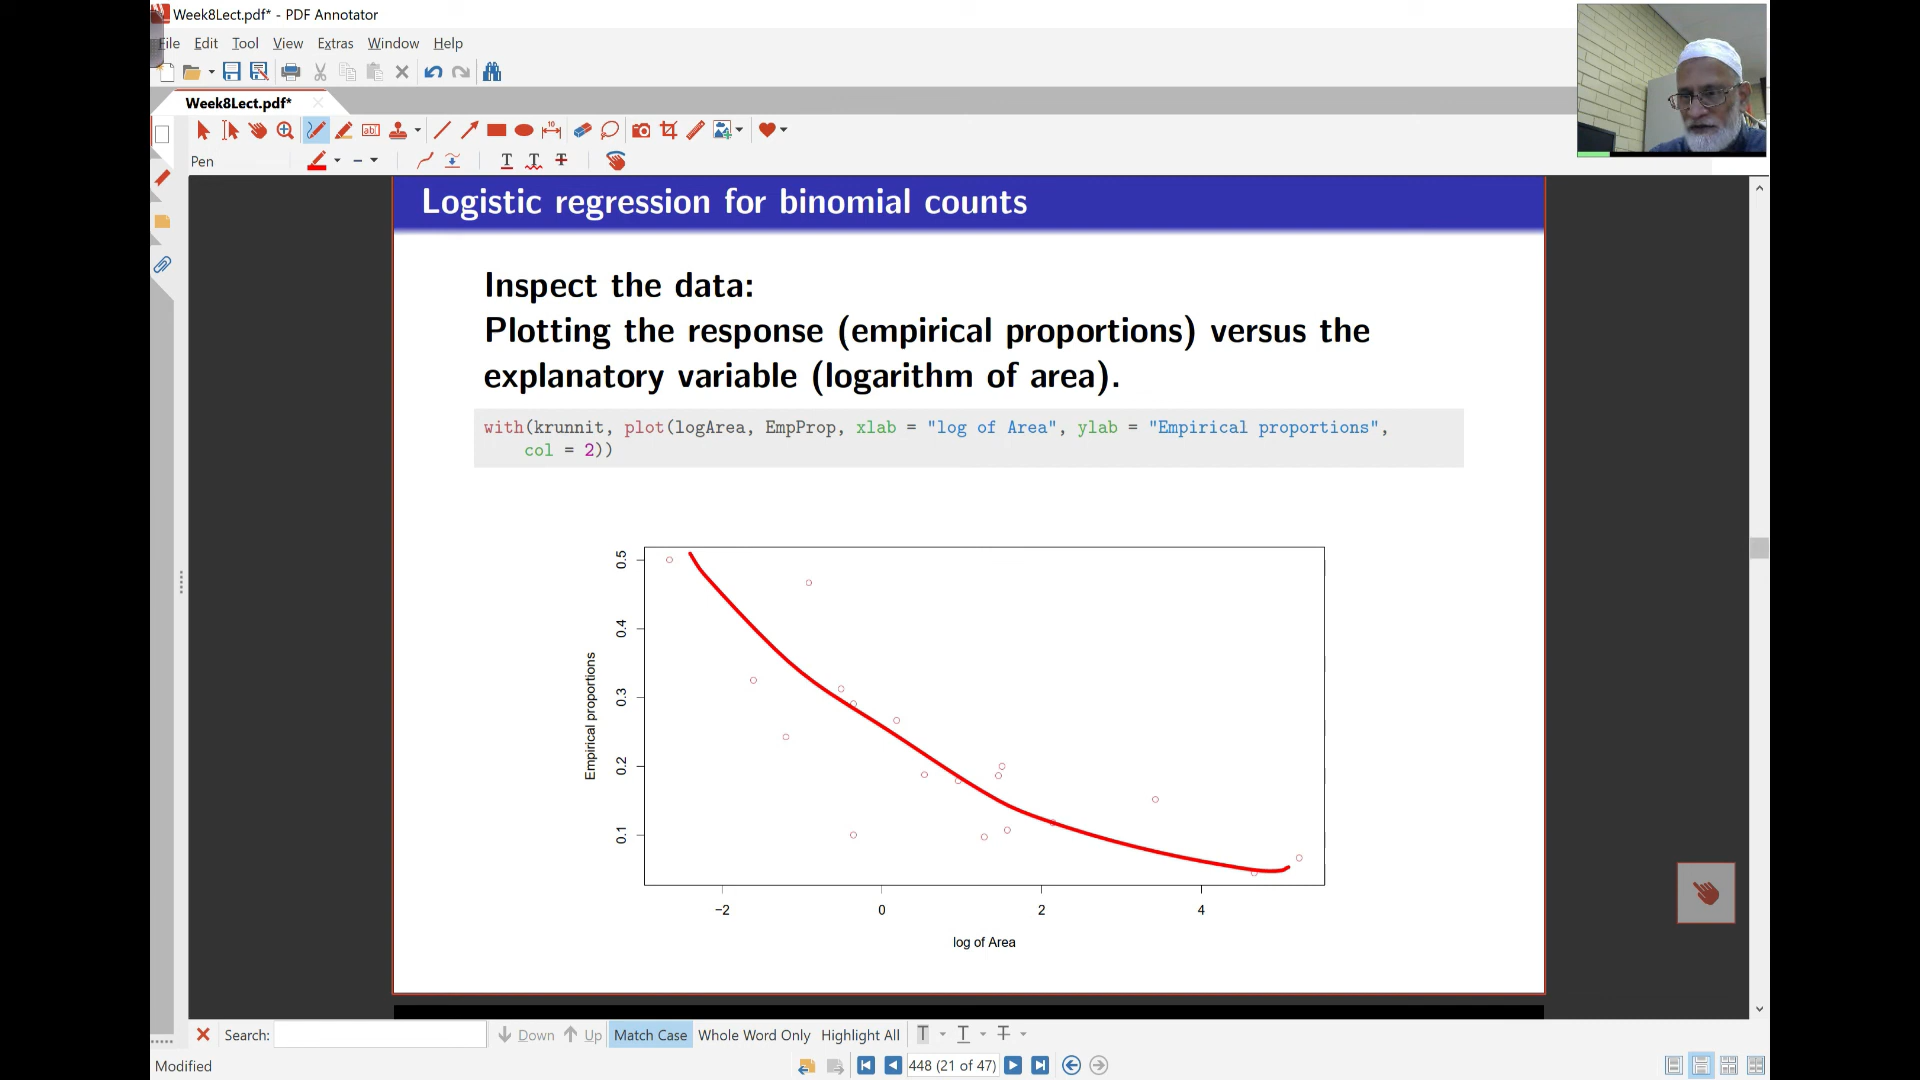 Week8Lect.pdf* - PDF Annotator
File Edit Tool View Extras Window Help
Week8Lect.pdf*
Pen
Logistic regression for binomial counts
Inspect the data:
Plotting the response (empirical proportions) versus the
explanatory variable (logarithm of area).
with(krunnit, plot(logArea, EmpProp, xlab = "log of Area", ylab = "Empirical proportions",
col = 2))
Empirical proportions
0.5
0.4
0.3
0.2
0.1
−2 0 2 4
log of Area
Search: Down Up Match Case Whole Word Only Highlight All
Modified
448 (21 of 47)